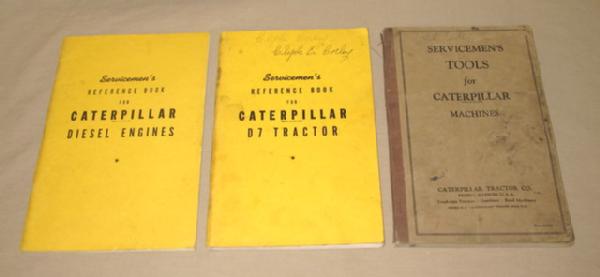 Servicemen's
REFERENCE BOOK
FOR
CATERPILLAR
DIESEL ENGINES
Servicemen's
REFERENCE BOOK
FOR
CATERPILLAR
D7 TRACTOR
SERVICEMEN'S
TOOLS
for
CATERPILLAR
MACHINES
CATERPILLAR TRACTOR CO.